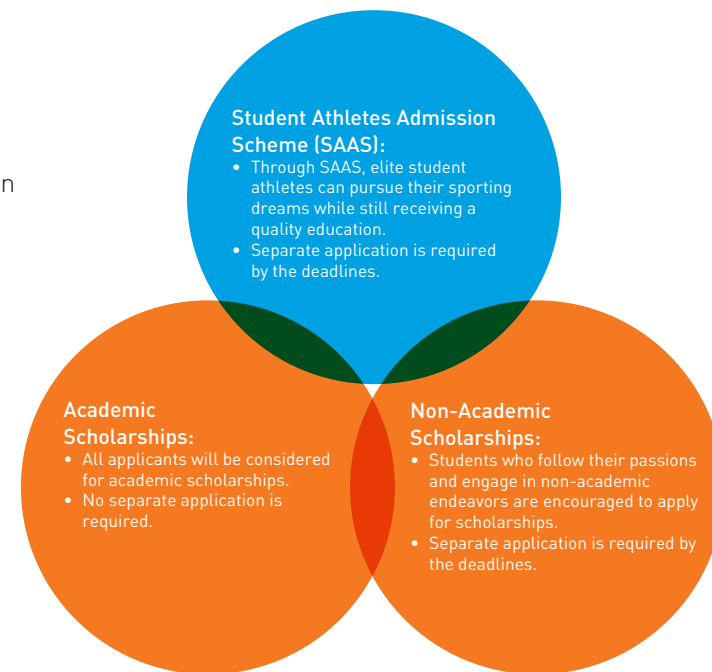 Student Athletes Admission
Scheme (SAAS):
• Through SAAS, elite student
athletes can pursue their sporting
dreams while still receiving a
quality education.
• Separate application is required
by the deadlines.
n
Academic
Scholarships:
• All applicants will be considered
for academic scholarships.
• No separate application is
required.
Non-Academic
Scholarships:
• Students who follow their passions
and engage in non-academic
endeavors are encouraged to apply
for scholarships.
• Separate application is required by
the deadlines.